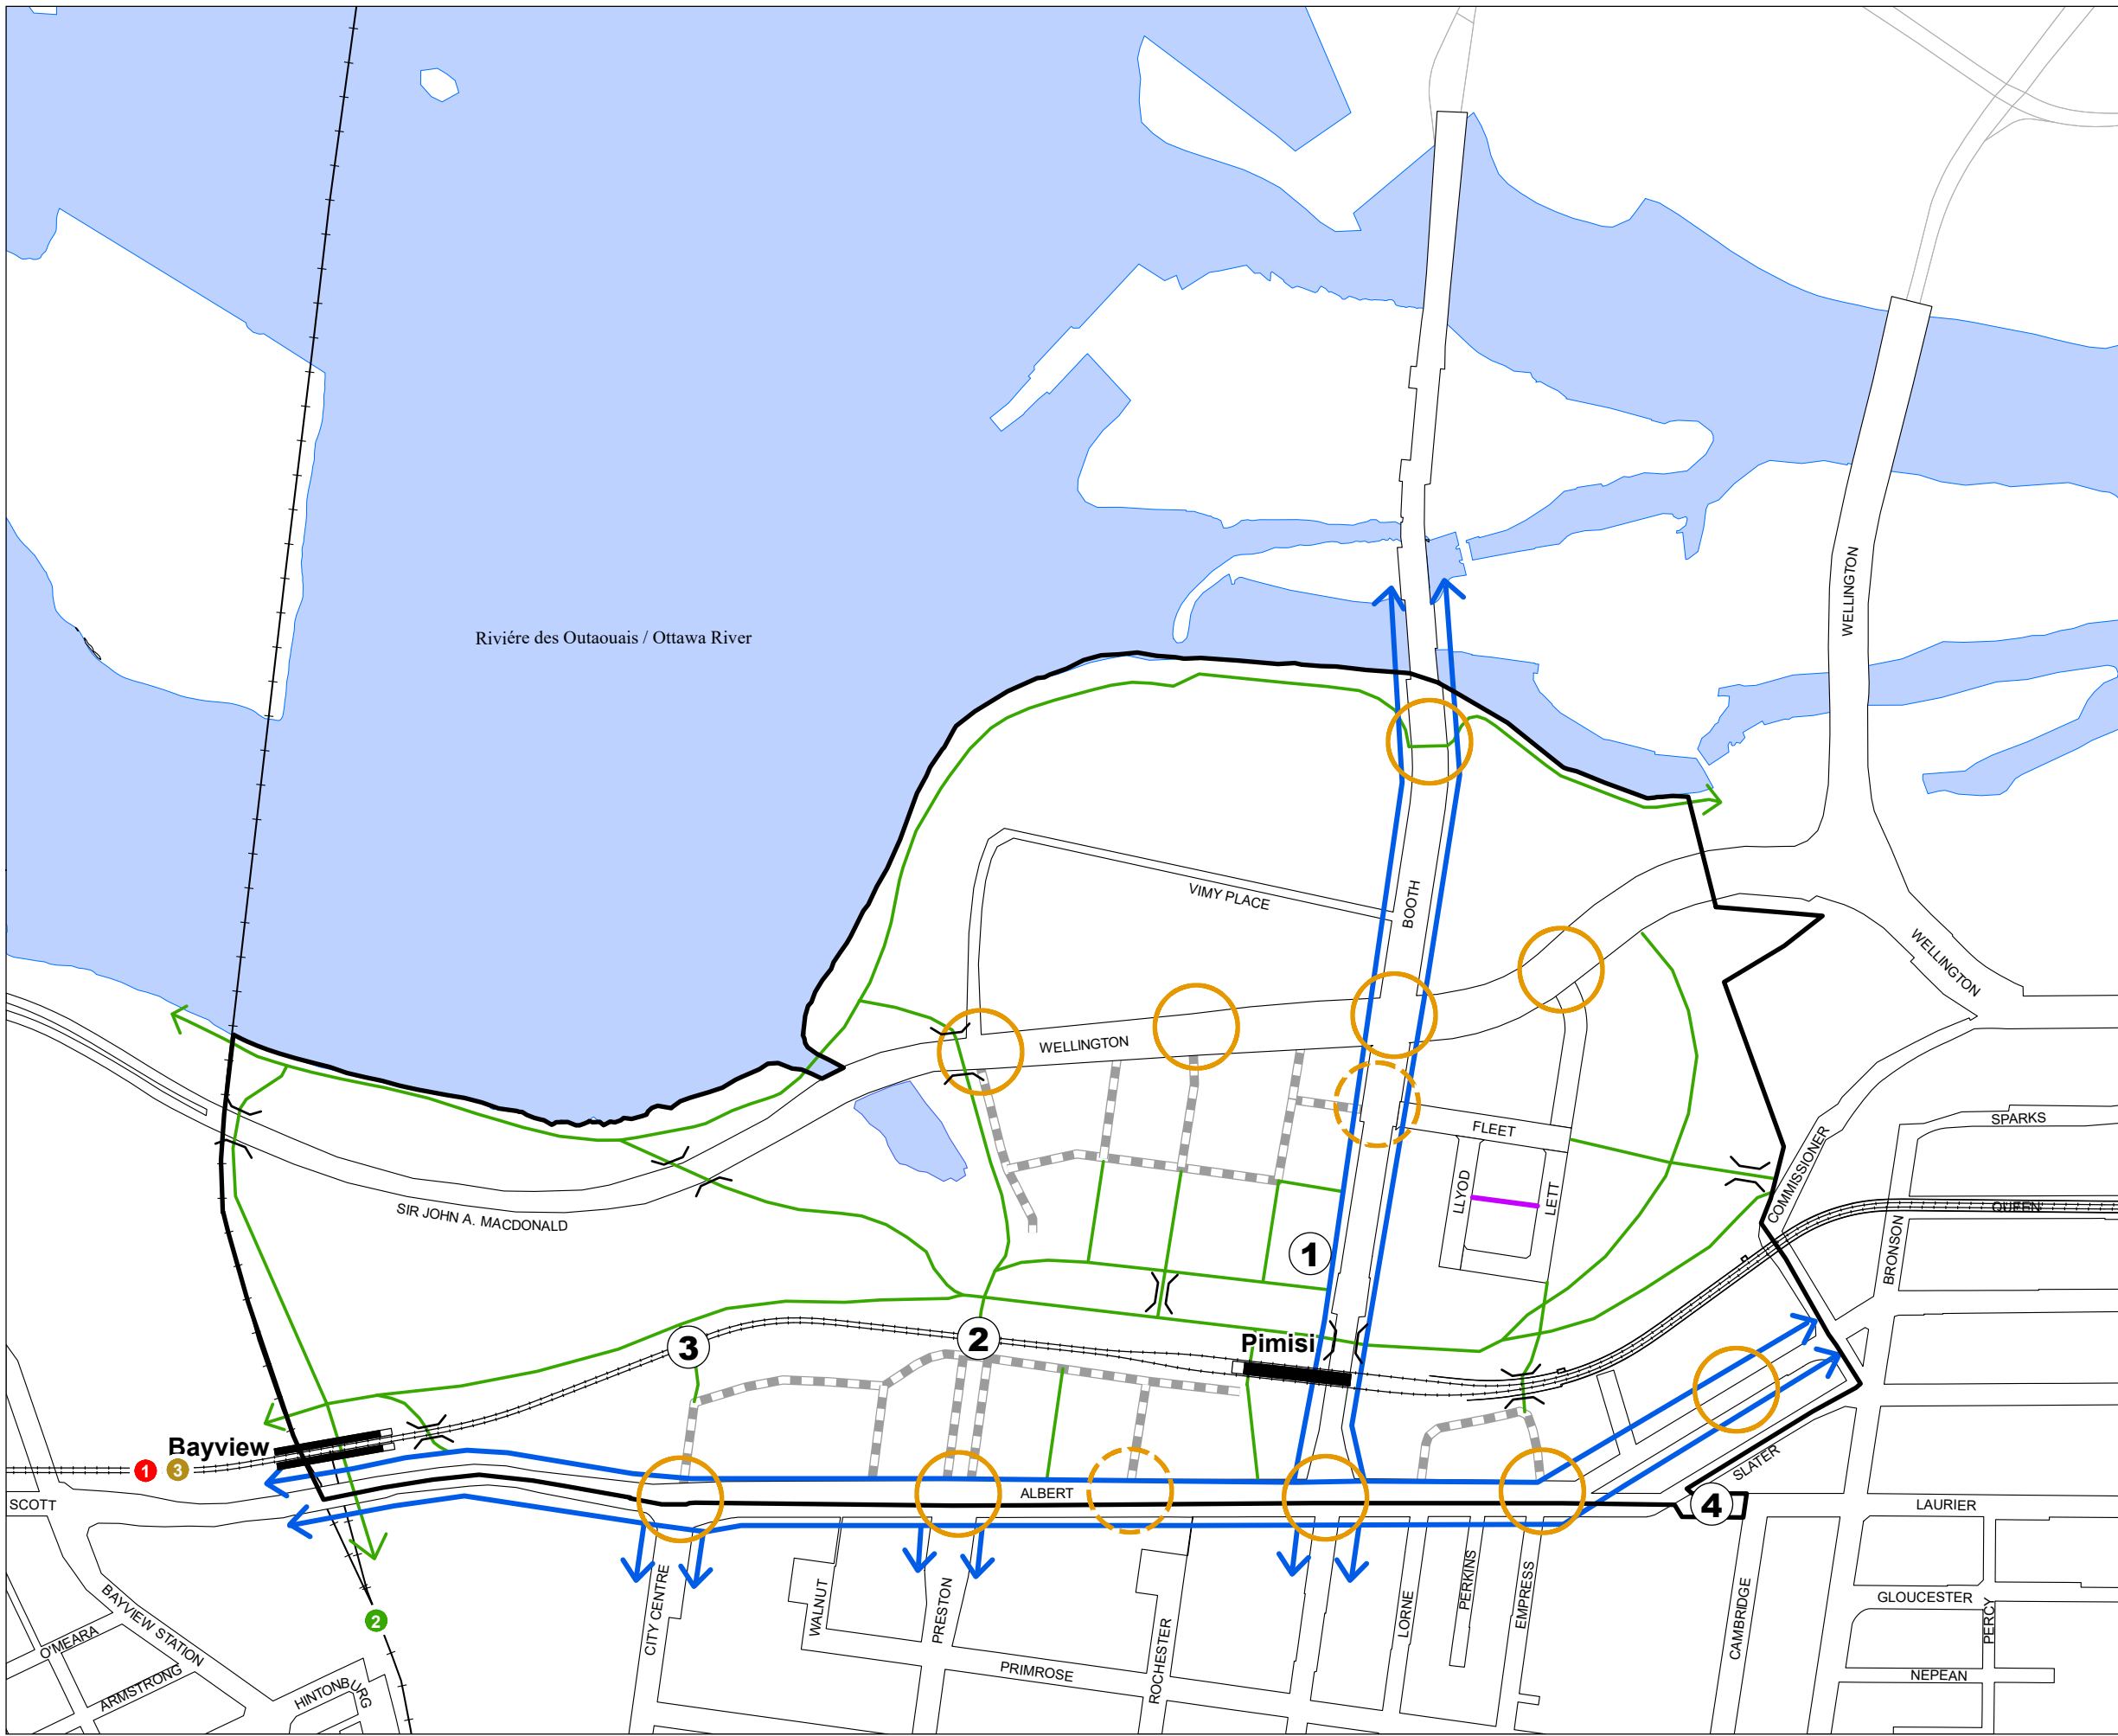 Riviére des Outaouais / Ottawa River
WELLINGTON
VIMY PLACE
BOOTH
WELLINGTON
WELLINGTON
SPARKS
FLEET
COMMISSIONER
LLYOD
LETT
SIR JOHN A. MACDONALD
QUEEN
BRONSON
1
2
3
Pimisi
Bayview
1
3
SCOTT
ALBERT
SLATER
4
LAURIER
2
BAYVIEW STATION
O'MEARA
ARMSTRONG
HINTONBURG
CITY CENTRE
WALNUT
PRESTON
PRIMROSE
ROCHESTER
LORNE
PERKINS
EMPRESS
CAMBRIDGE
GLOUCESTER
PERCY
NEPEAN